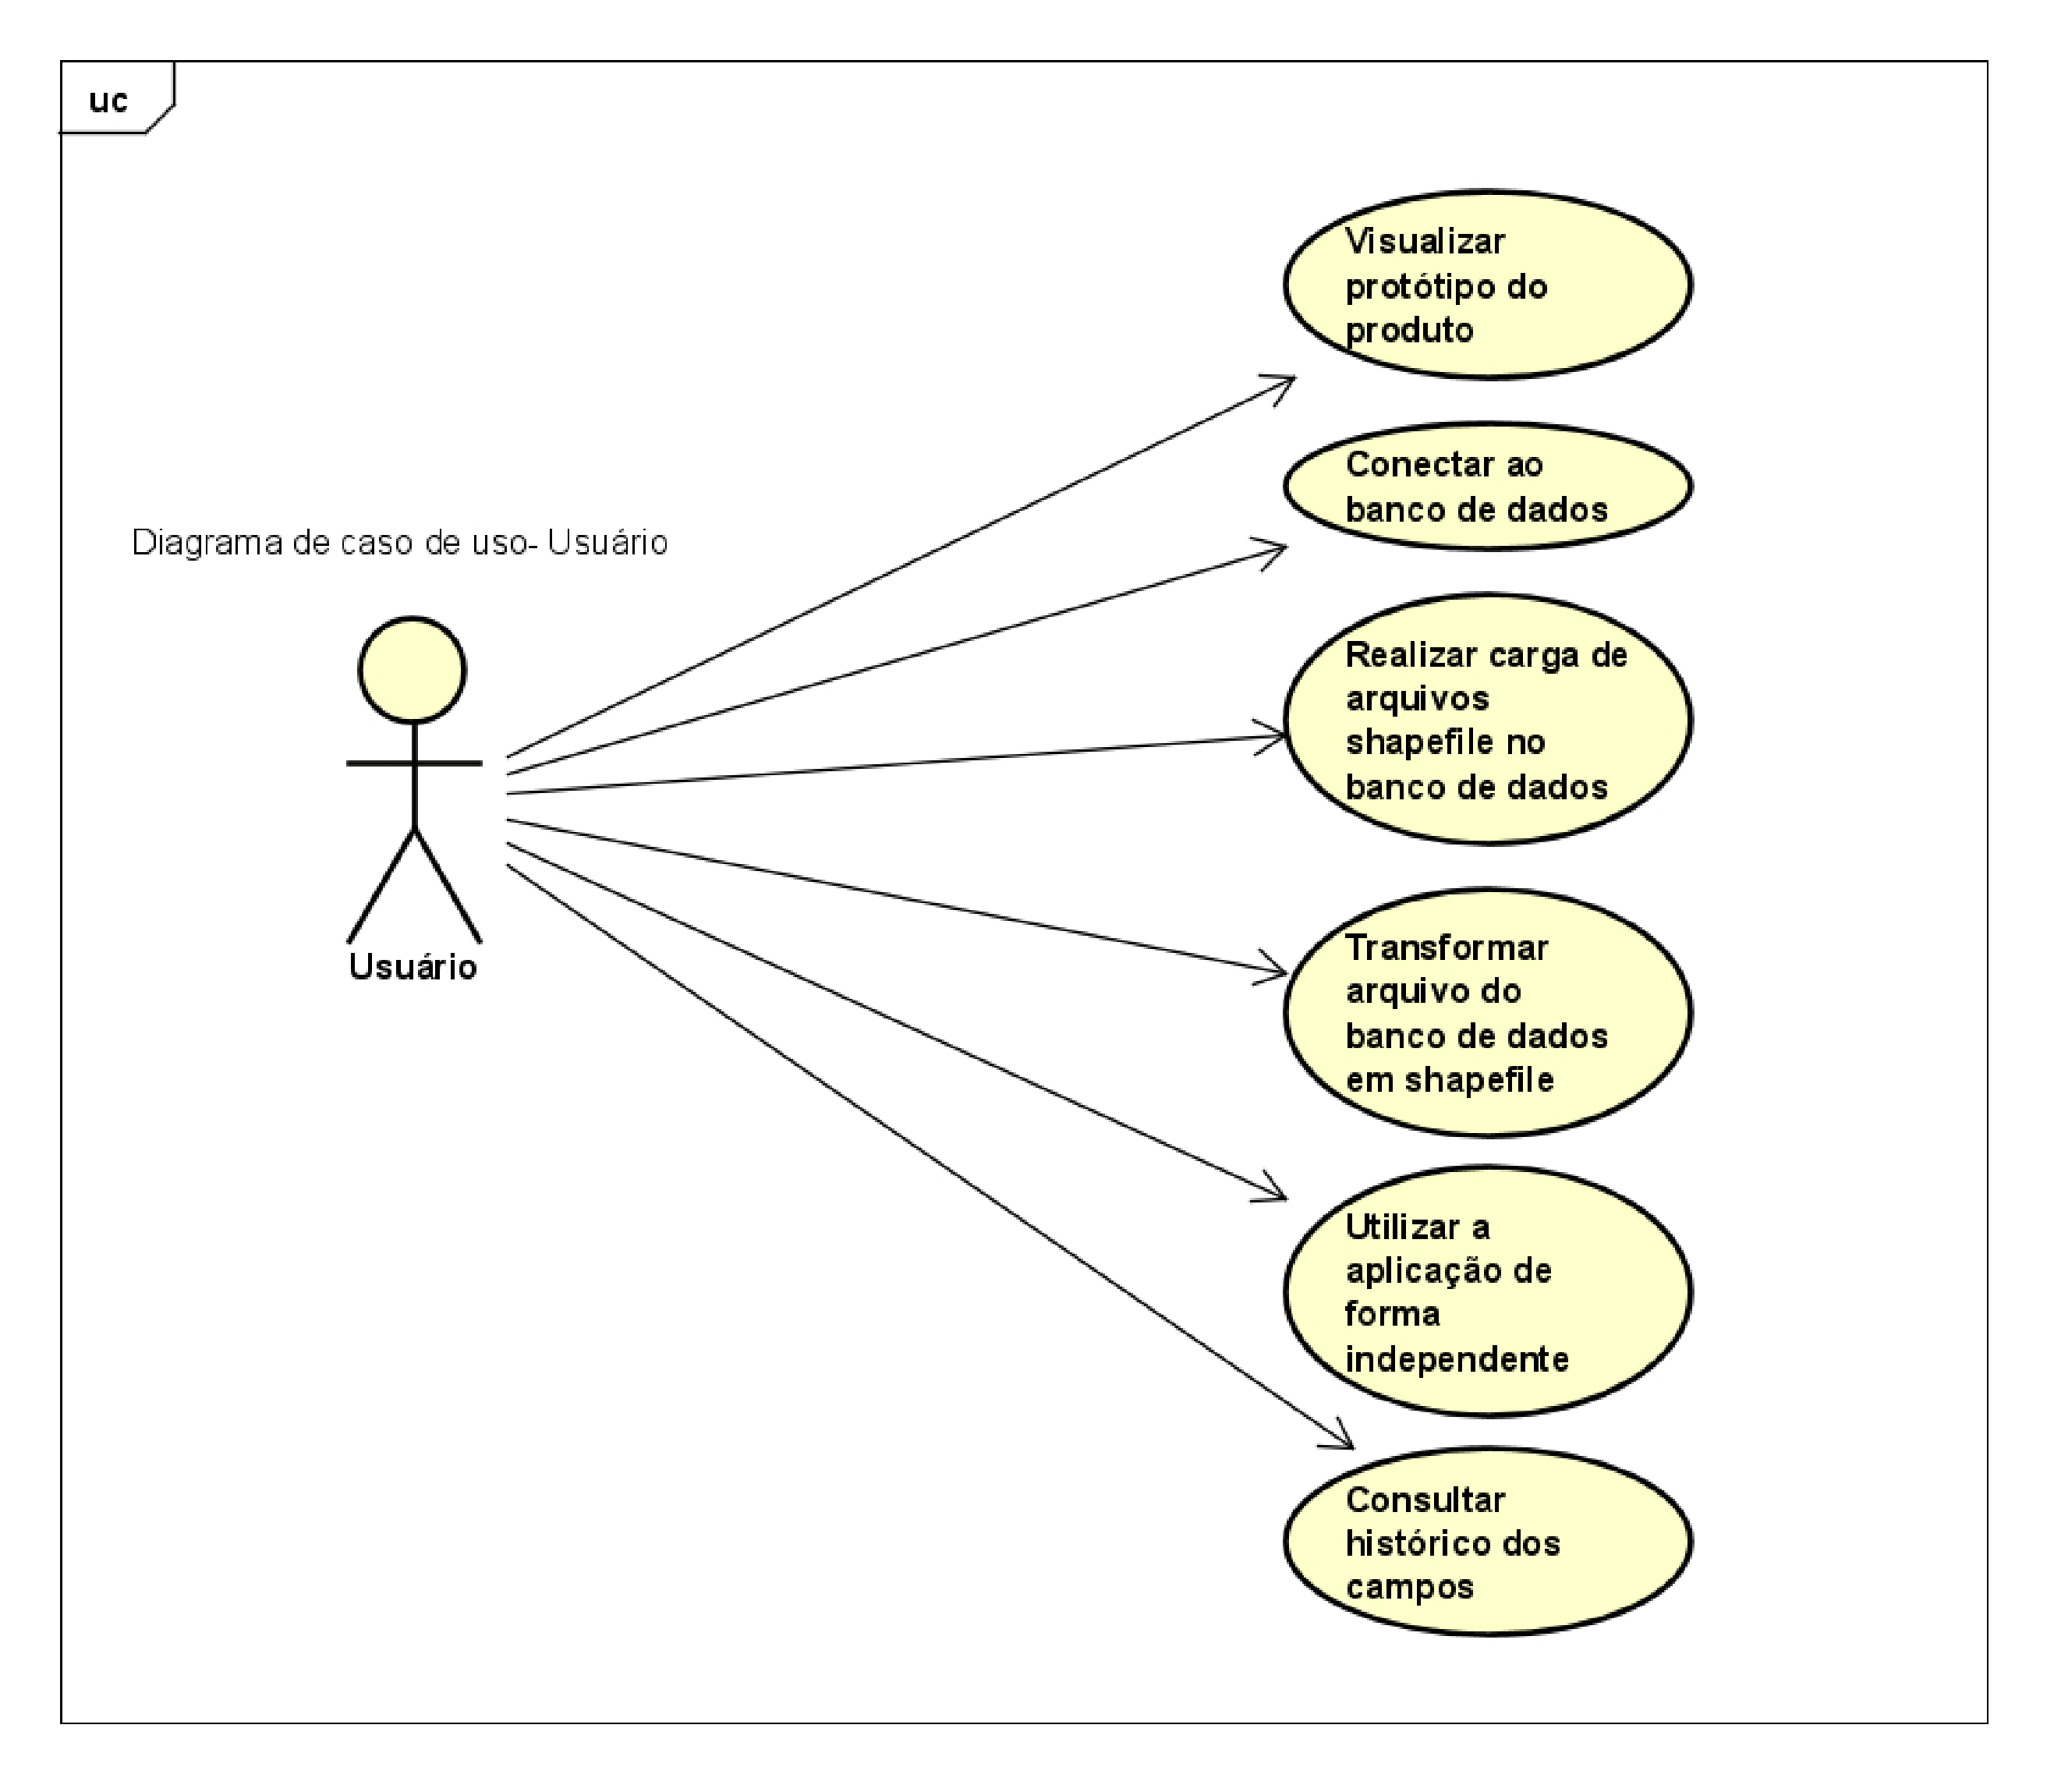 uc
Visualizar
protótipo do
produto
Conectar ao
banco de dados
Diagrama de caso de uso- Usuário
Realizar carga de
arquivos
shapefile no
banco de dados
Usuário
Transformar
arquivo do
banco de dados
em shapefile
Utilizar a
aplicação de
forma
independente
Consultar
histórico dos
campos